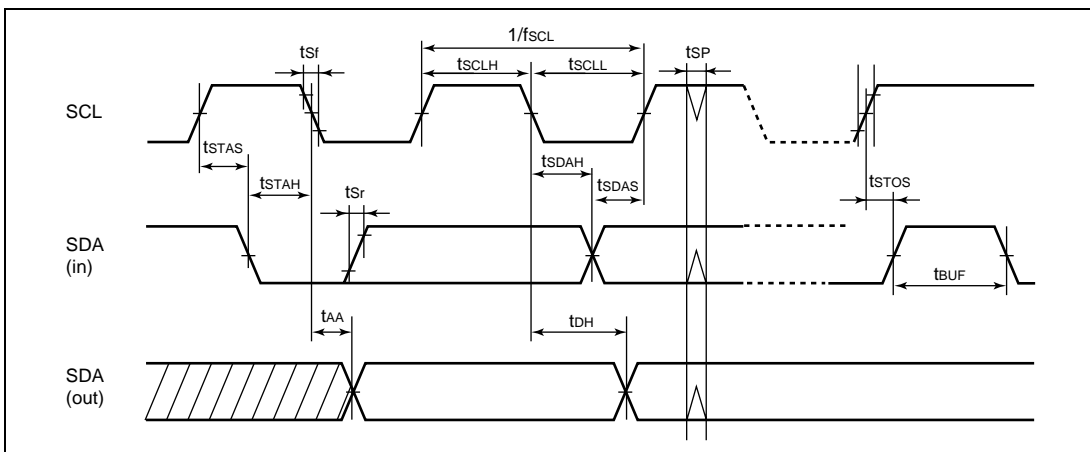 1/fSCL
tSf
tSP
tSCLH
tSCLL
SCL
tSTAS
tSDAH
tSTAH
tSr
tSDAS
tSTOS
SDA
(in)
tBUF
tAA
tDH
SDA
(out)